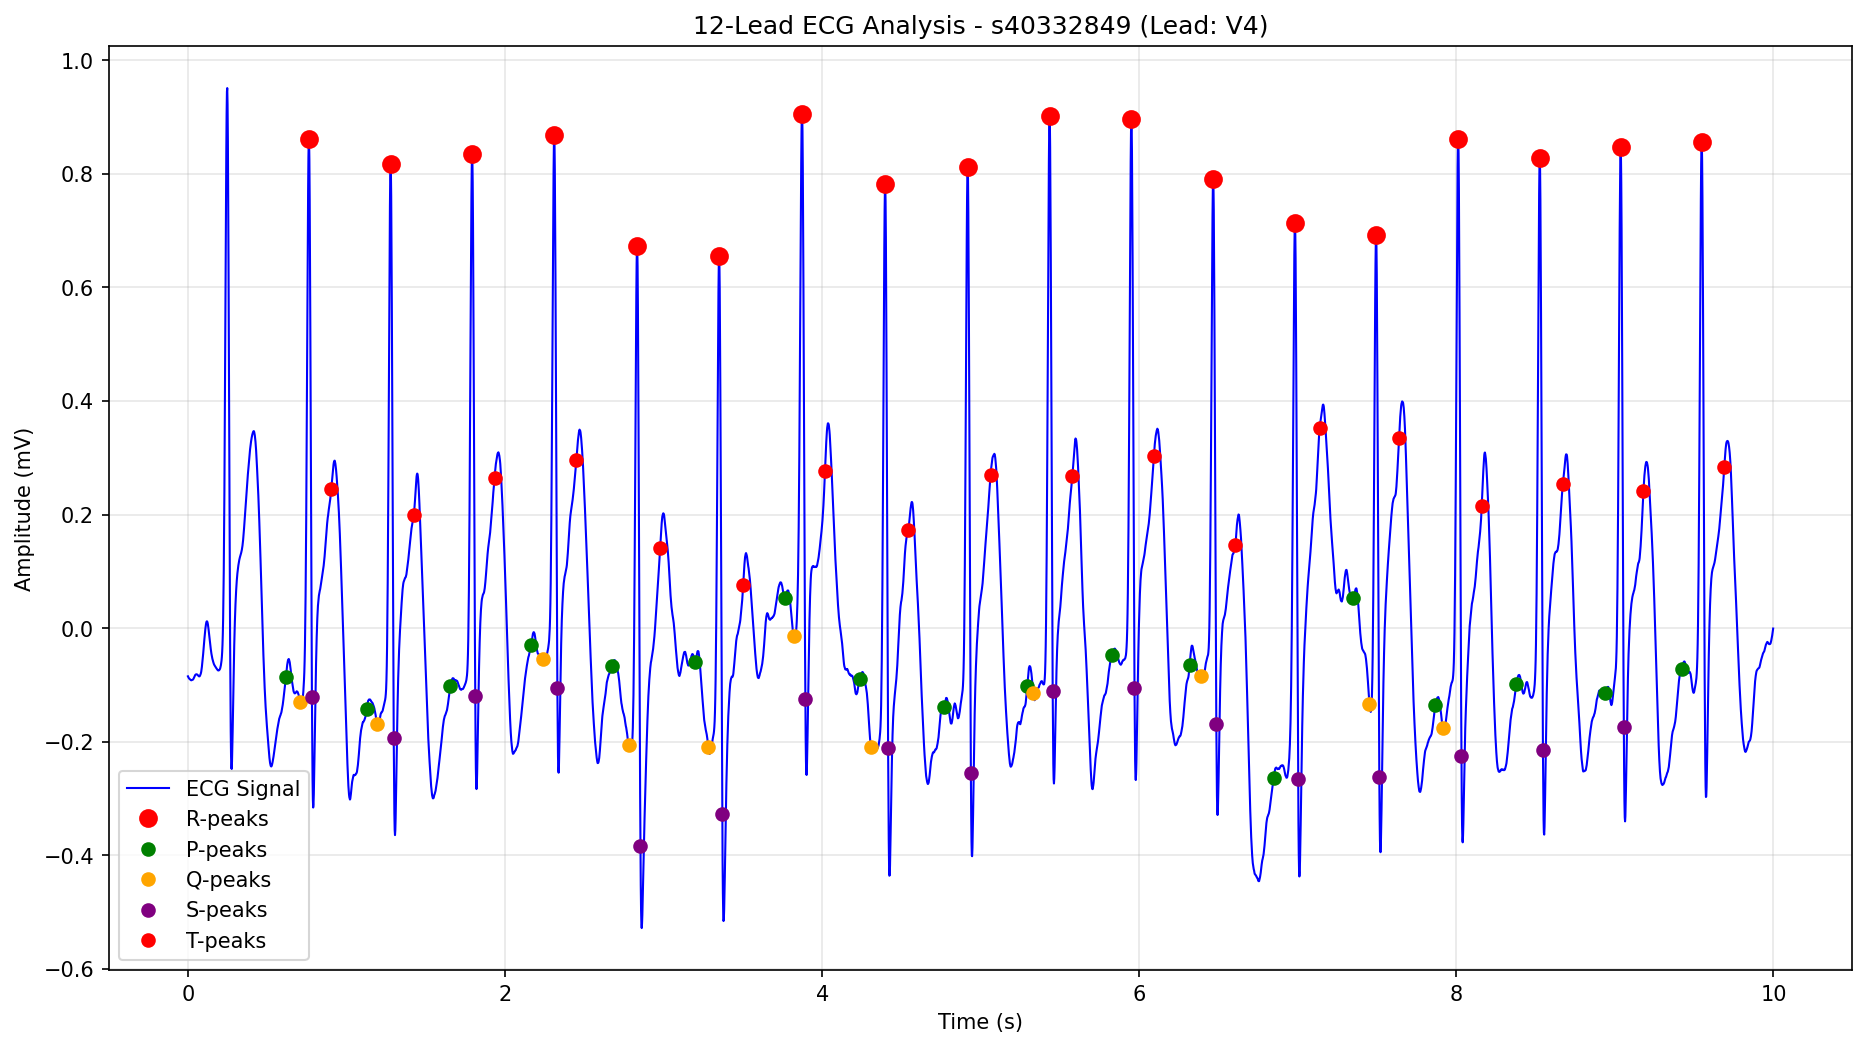 12-Lead ECG Analysis - s40332849 (Lead: V4)
Amplitude (mV)
1.0
0.8
0.6
0.4
0.2
0.0
−0.2
−0.4
−0.6
ECG Signal
R-peaks
P-peaks
Q-peaks
S-peaks
T-peaks
0 2 4 6 8 10
Time (s)